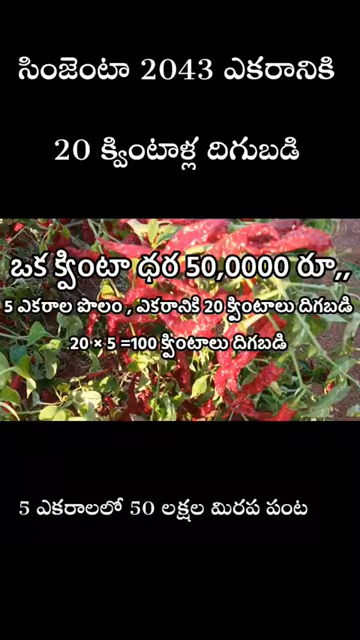 సింజెంటా 2043 ఎకరానికి
20 క్వింటాళ్ల దిగుబడి
ఒక క్వింటా ధర 50,0000 రూ,,
5 ఎకరాల పొలం , ఎకరానికి 20 క్వింటాలు దిగబడి
20 × 5 =100 క్వింటాలు దిగబడి
5 ఎకరాలలో 50 లక్షల మిరప పంట